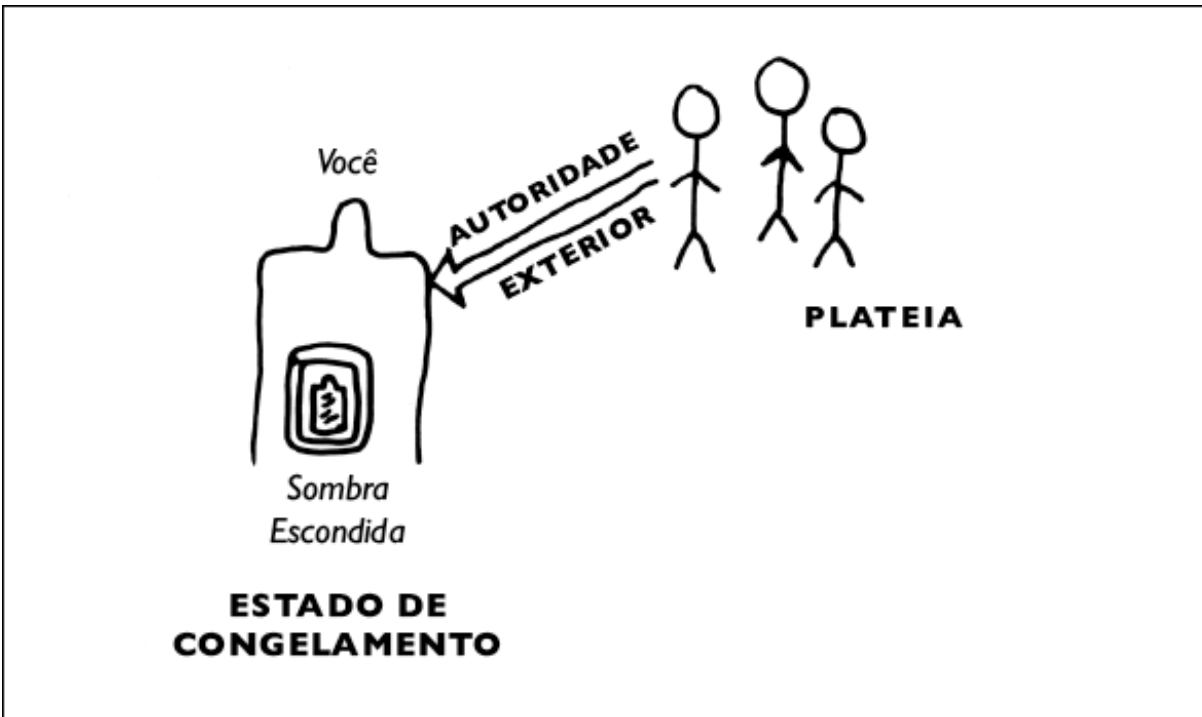 Você
AUTORIDADE
EXTERIOR
PLATEIA
Sombra
Escondida
ESTADO DE
CONGELAMENTO